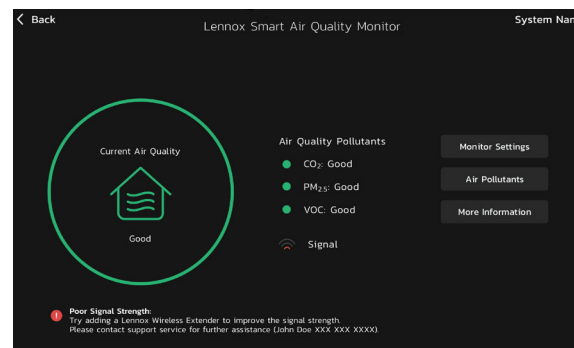 Back
Lennox Smart Air Quality Monitor
System Nam
Current Air Quality
Good
Air Quality Pollutants
CO₂: Good
PM₂.₅: Good
VOC: Good
Signal
Monitor Settings
Air Pollutants
More Information
Poor Signal Strength:
Try adding a Lennox Wireless Extender to improve the signal strength.
Please contact support service for further assistance (John Doe XXX XXX XXXX).